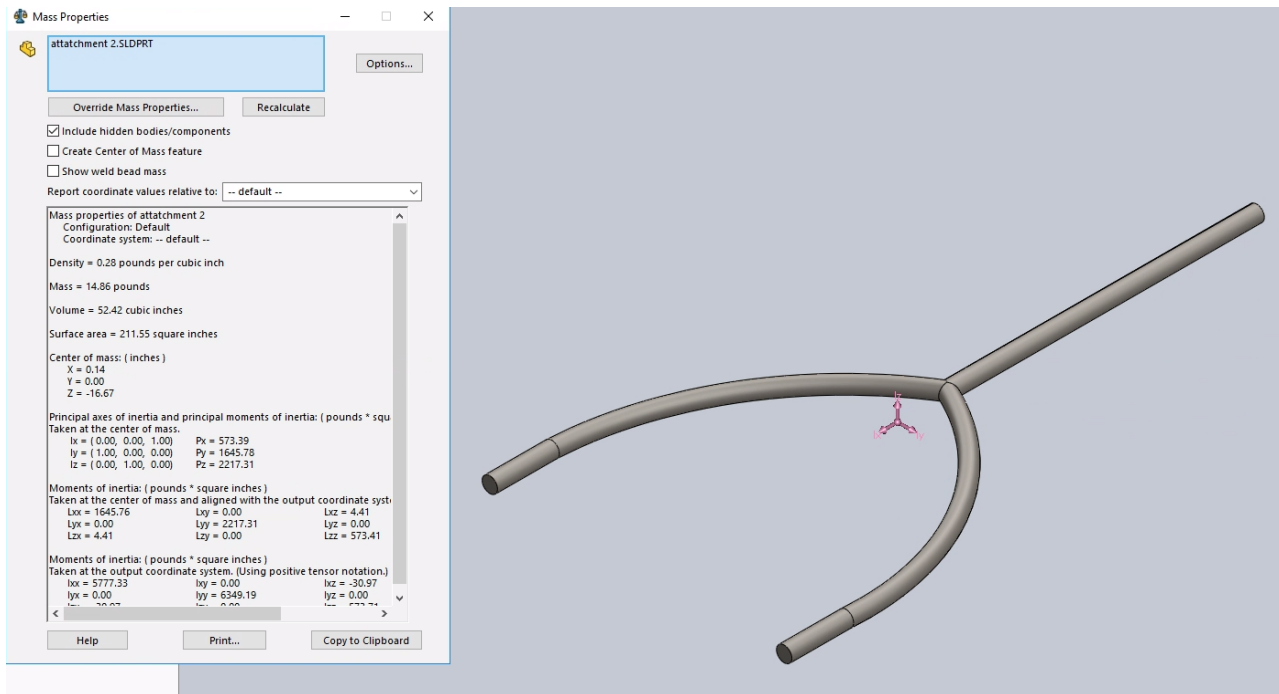 Mass Properties
attatchment 2.SLDPRT
Options...
Override Mass Properties...
Recalculate
Include hidden bodies/components
Create Center of Mass feature
Show weld bead mass
Report coordinate values relative to: -- default --
Mass properties of attatchment 2
Configuration: Default
Coordinate system: -- default --
Density = 0.28 pounds per cubic inch
Mass = 14.86 pounds
Volume = 52.42 cubic inches
Surface area = 211.55 square inches
Center of mass: ( inches )
X = 0.14
Y = 0.00
Z = -16.67
Principal axes of inertia and principal moments of inertia: ( pounds * squ
Taken at the center of mass.
Ix = ( 0.00, 0.00, 1.00) Px = 573.39
Iy = ( 1.00, 0.00, 0.00) Py = 1645.78
Iz = ( 0.00, 1.00, 0.00) Pz = 2217.31
Moments of inertia: ( pounds * square inches )
Taken at the center of mass and aligned with the output coordinate syst
Lxx = 1645.76 Lxy = 0.00 Lxz = 4.41
Lyx = 0.00 Lyy = 2217.31 Lyz = 0.00
Lzx = 4.41 Lzy = 0.00 Lzz = 573.41
Moments of inertia: ( pounds * square inches )
Taken at the output coordinate system. (Using positive tensor notation.)
Ixx = 5777.33 Ixy = 0.00 Ixz = -30.97
Iyx = 0.00 Iyy = 6349.19 Iyz = 0.00
Help
Print...
Copy to Clipboard